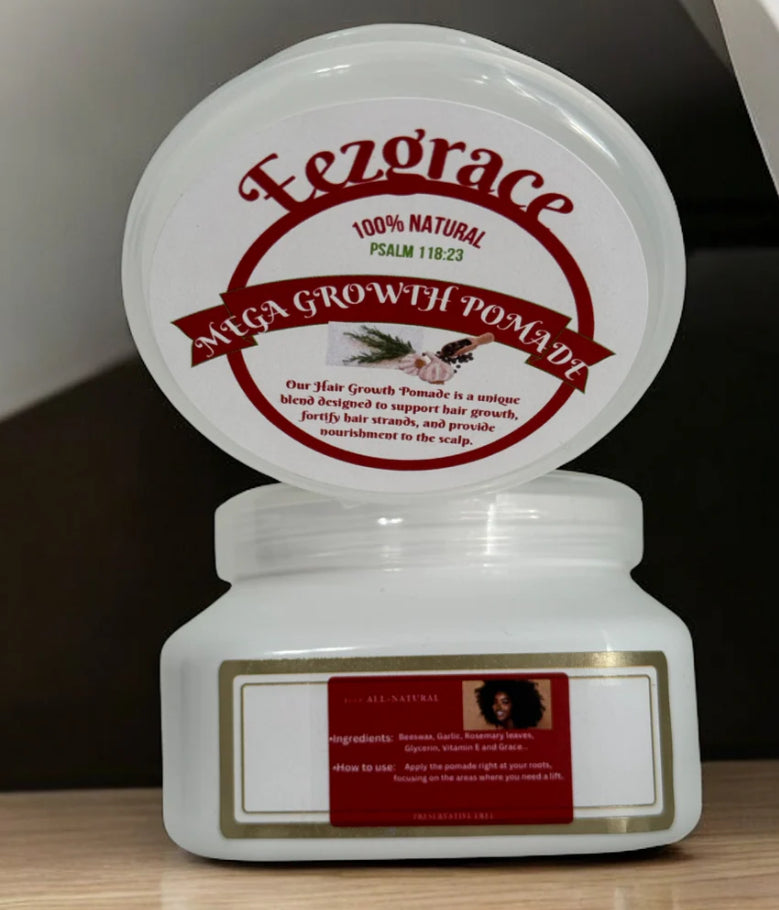 Eezgrace
100% NATURAL
PSALM 118:23
MEGA GROWTH POMADE
Our Hair Growth Pomade is a unique
blend designed to support hair growth,
fortify hair strands, and provide
nourishment to the scalp.
ALL-NATURAL
•Ingredients: Beeswax, Garlic, Rosemary leaves,
Glycerin, Vitamin E and Grace...
•How to use: Apply the pomade right at your roots,
focusing on the areas where you need a lift.
PRESERVATIVE FREE